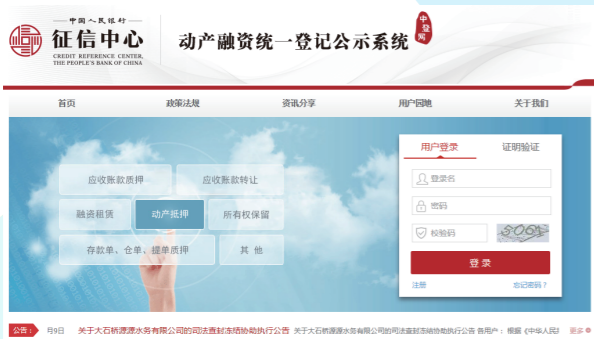 中国人民银行
征信中心
CREDIT REFERENCE CENTER,
THE PEOPLE'S BANK OF CHINA
动产融资统一登记公示系统
中登网
首页 政策法规 资讯分享 用户园地 关于我们
用户登录 证明验证
应收账款质押 应收账款转让
登录名
融资租赁 动产抵押 所有权保留
密码
校验码
存款单、仓单、提单质押 其 他
登 录
注册 忘记密码？
公告： 月9日 关于大石桥源源水务有限公司的司法查封冻结协助执行公告 关于大石桥源源水务有限公司的司法查封冻结协助执行公告 各用户： 根据《中华人民 更多